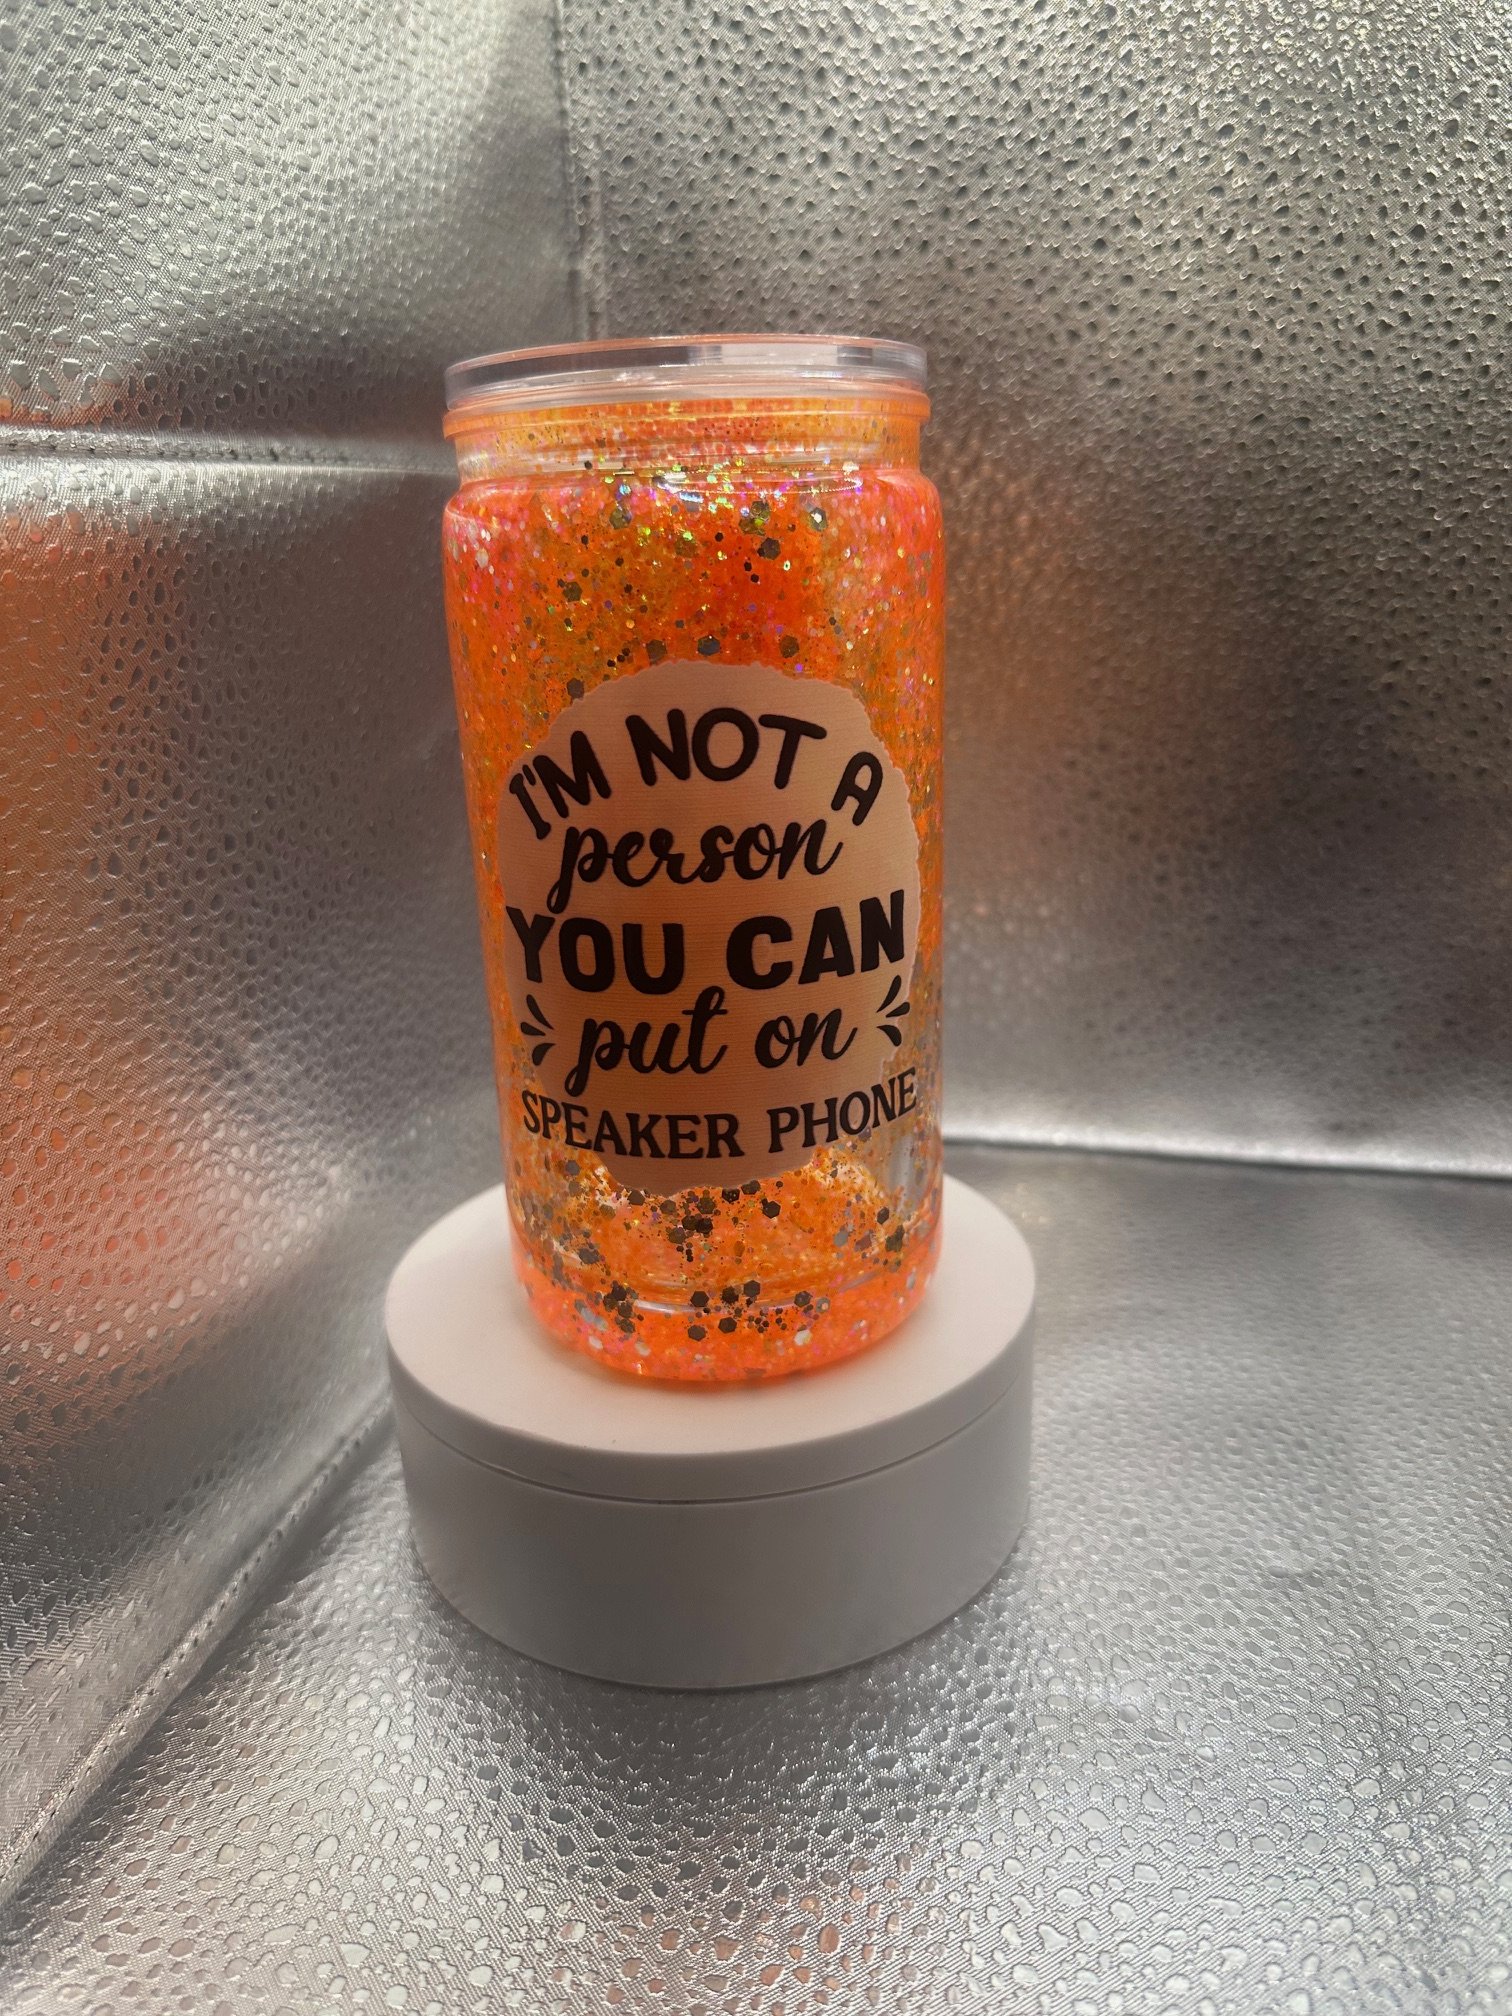 I'M NOT A
person
YOU CAN
put on
SPEAKER PHONE